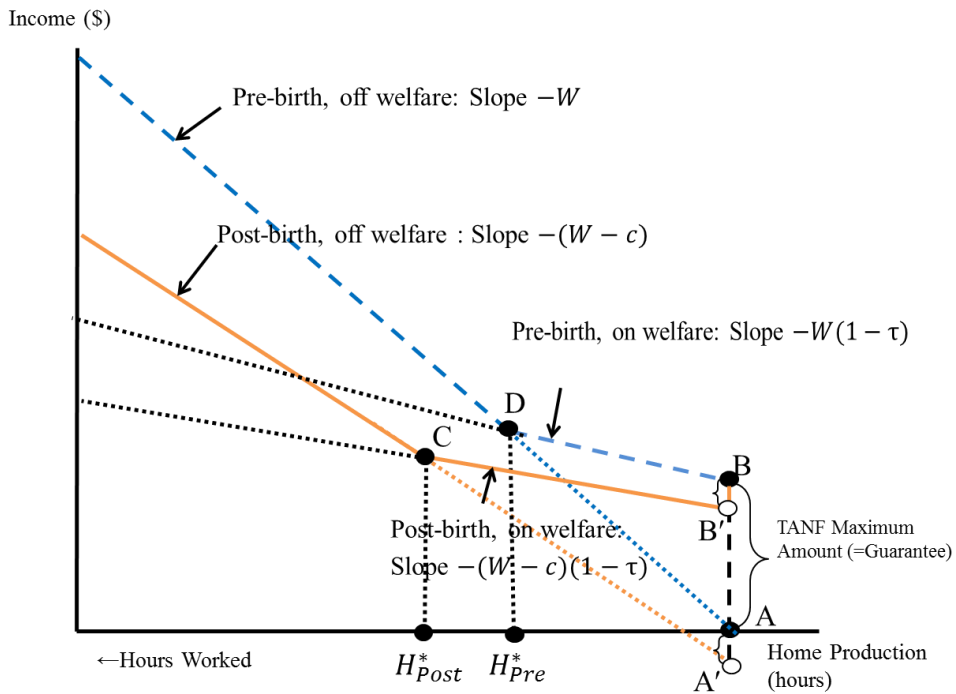 Income ($)
Pre-birth, off welfare: Slope −W
Post-birth, off welfare : Slope −(W − c)
Pre-birth, on welfare: Slope −W(1 − τ)
D
C
B
Post-birth, on welfare:
Slope −(W − c)(1 − τ)
B′
TANF Maximum
Amount (=Guarantee)
A
←Hours Worked
H*Post
H*Pre
A′
Home Production
(hours)